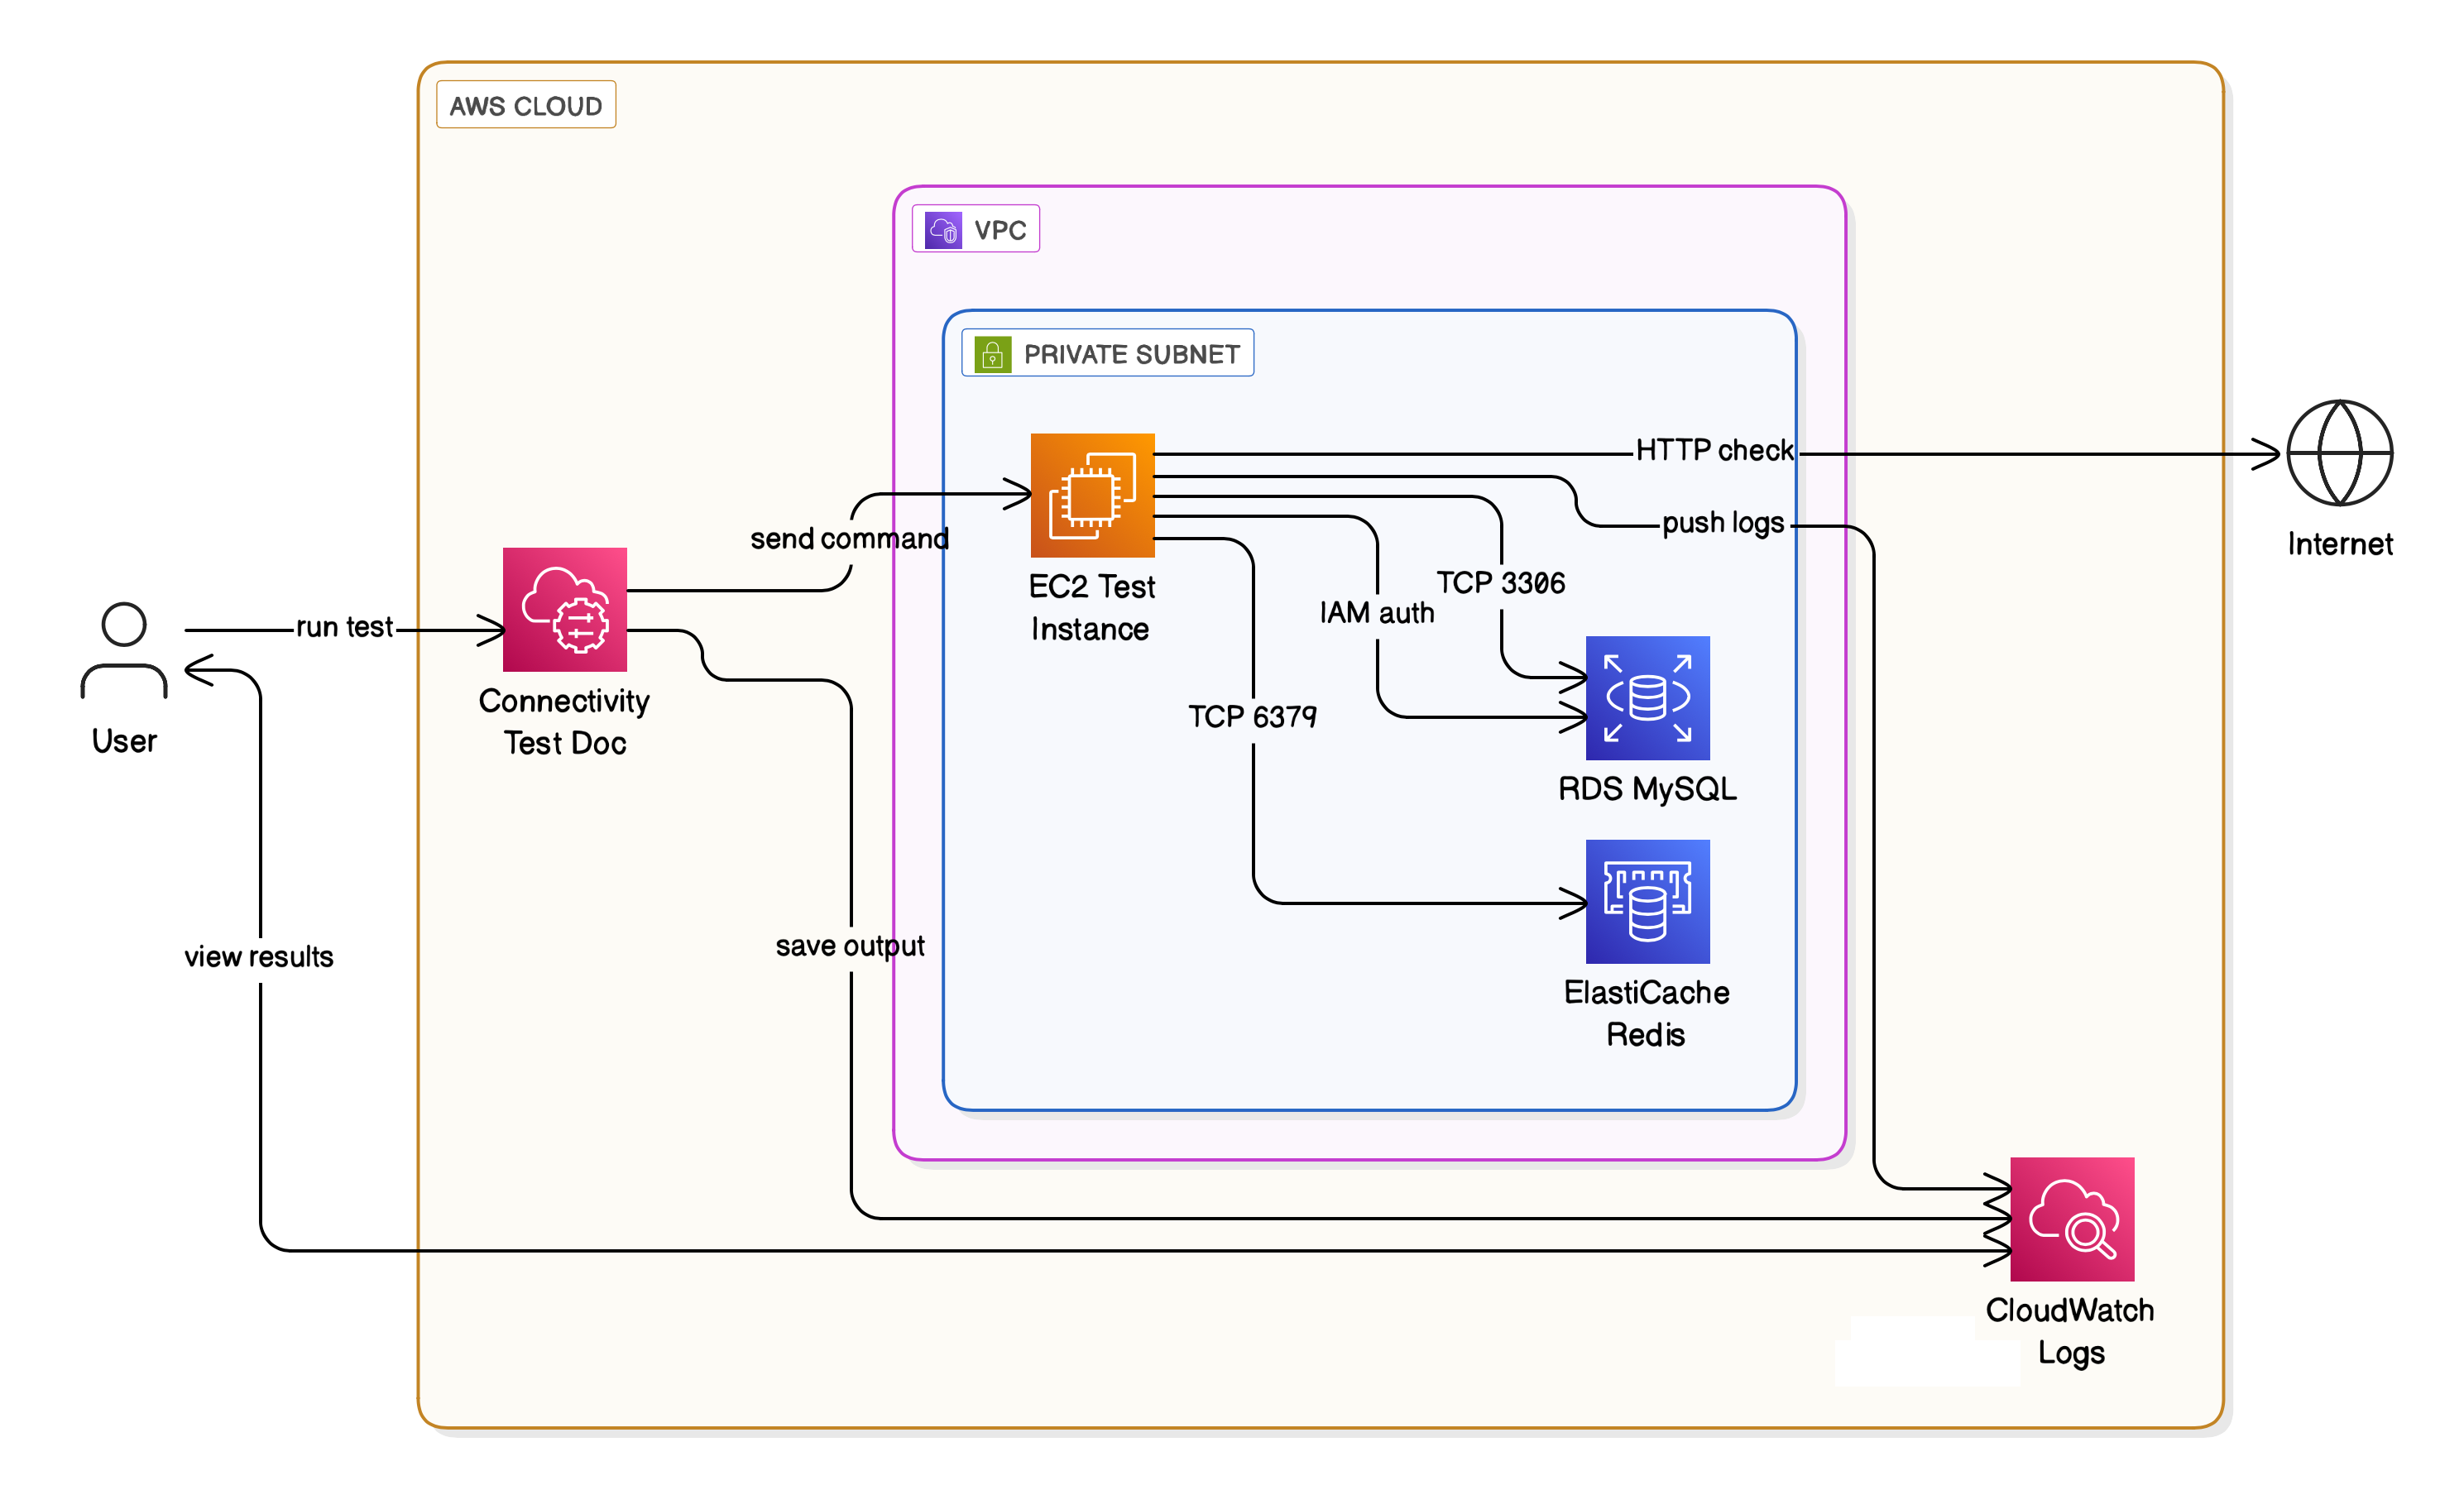 AWS CLOUD
VPC
PRIVATE SUBNET
HTTP check
push logs
send command
Internet
EC2 Test
Instance
TCP 3306
IAM auth
run test
Connectivity
Test Doc
User
TCP 6379
RDS MySQL
save output
view results
ElastiCache
Redis
CloudWatch
Logs